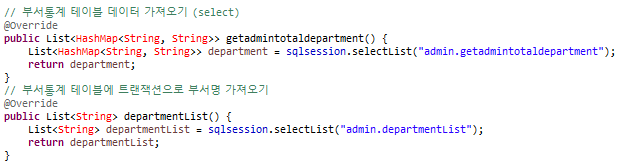 // 부서통계 테이블 데이터 가져오기 (select)
@Override
public List<HashMap<String, String>> getadmintotaldepartment() {
List<HashMap<String, String>> department = sqlsession.selectList("admin.getadmintotaldepartment");
return department;
}
// 부서통계 테이블에 트랜잭션으로 부서명 가져오기
@Override
public List<String> departmentList() {
List<String> departmentList = sqlsession.selectList("admin.departmentList");
return departmentList;
}